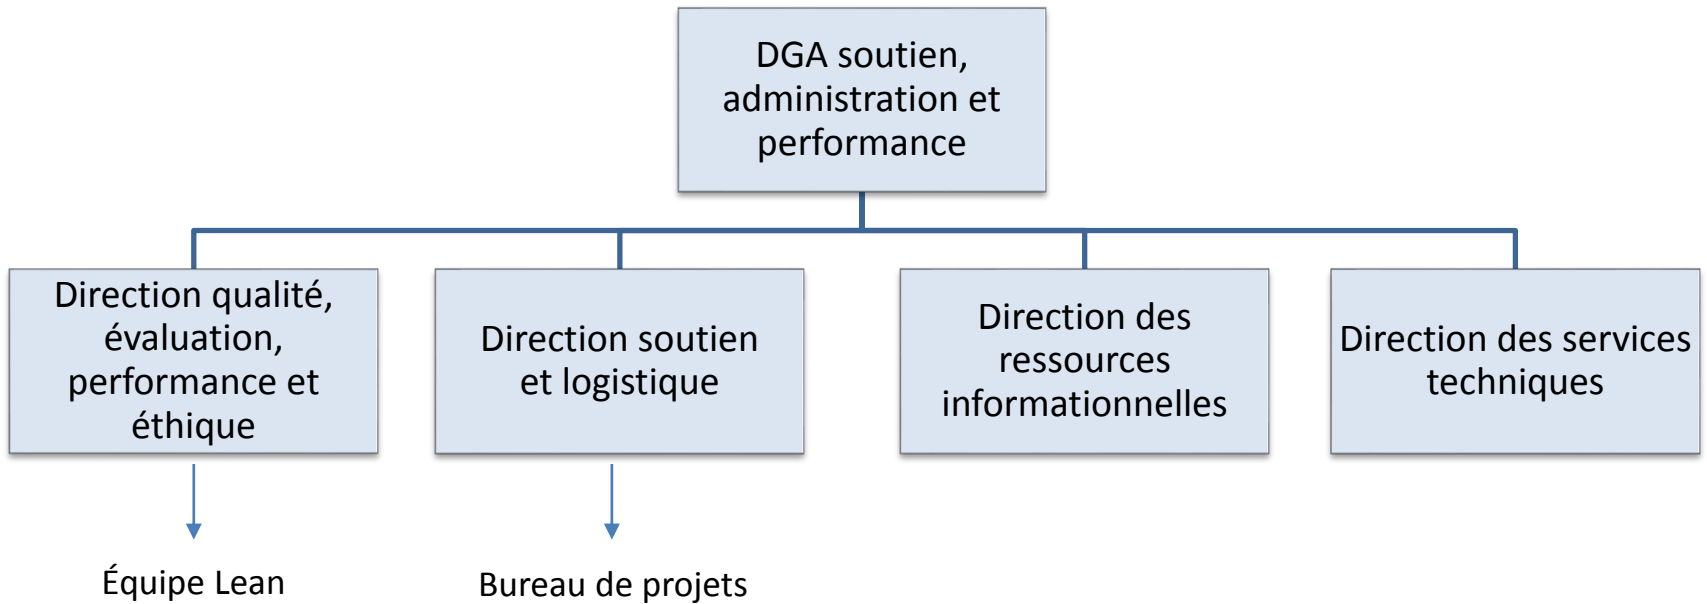 DGA soutien,
administration et
performance
Direction qualité,
évaluation,
performance et
éthique
Direction soutien
et logistique
Direction des
ressources
informationnelles
Direction des services
techniques
Équipe Lean
Bureau de projets